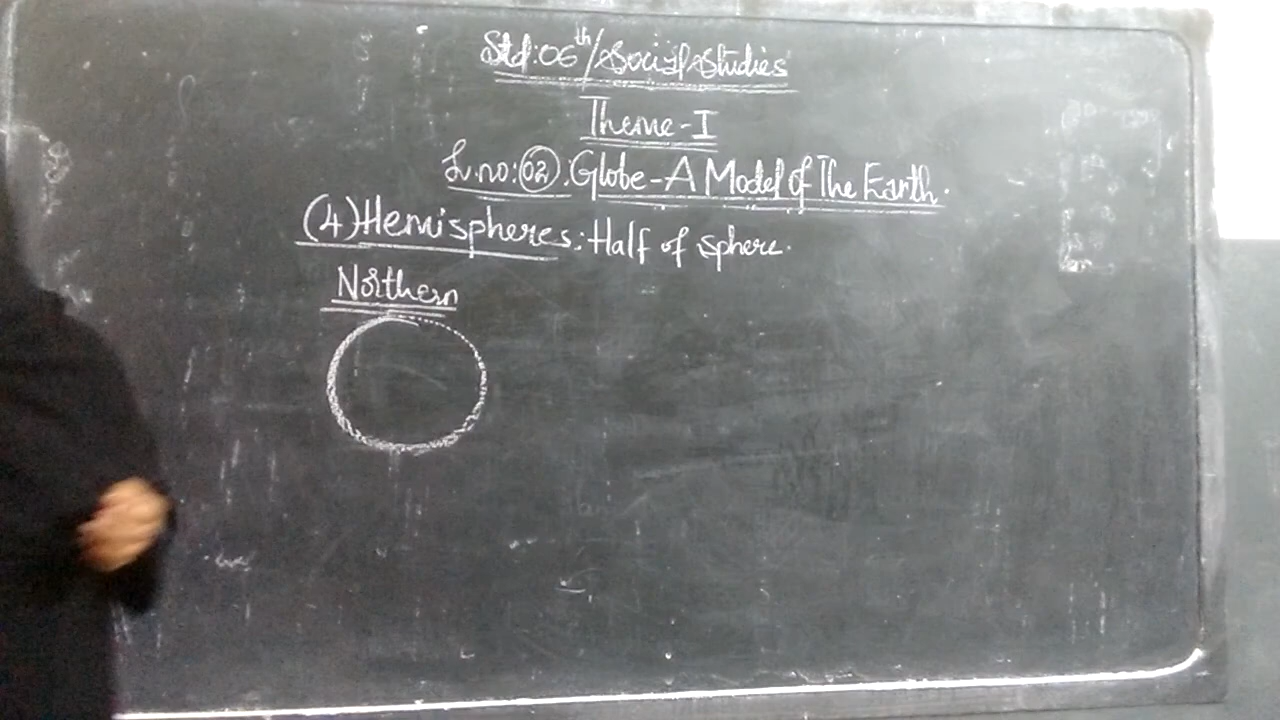 Std:06th/Social Studies
Theme-I
L.no:02:Globe-A Model of The Earth.
(4)Hemispheres:Half of sphere.
Northern